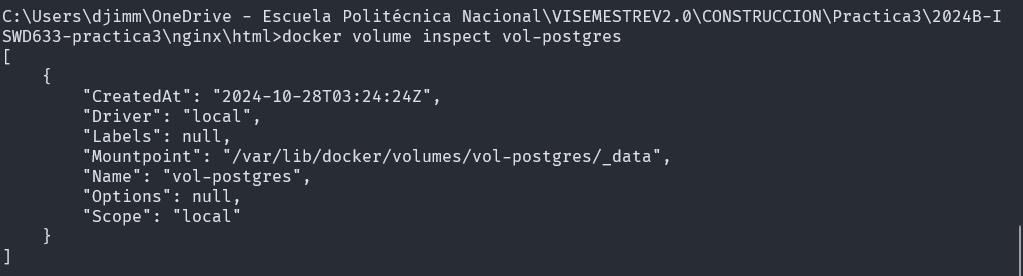 C:\Users\djimm\OneDrive - Escuela Politécnica Nacional\VISEMESTREV2.0\CONSTRUCCION\Practica3\2024B-I
SWD633-practica3\nginx\html>docker volume inspect vol-postgres
[
    {
        "CreatedAt": "2024-10-28T03:24:24Z",
        "Driver": "local",
        "Labels": null,
        "Mountpoint": "/var/lib/docker/volumes/vol-postgres/_data",
        "Name": "vol-postgres",
        "Options": null,
        "Scope": "local"
    }
]